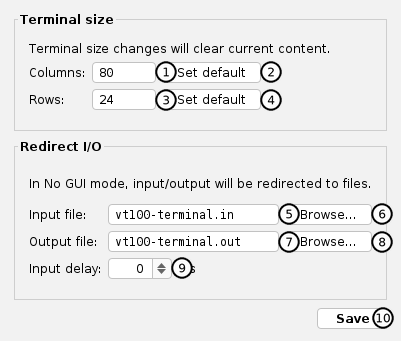 Terminal size
Terminal size changes will clear current content.
Columns: 80 1 Set default 2
Rows: 24 3 Set default 4
Redirect I/O
In No GUI mode, input/output will be redirected to files.
Input file: vt100-terminal.in 5 Browse... 6
Output file: vt100-terminal.out 7 Browse... 8
Input delay: 0 9
Save 10